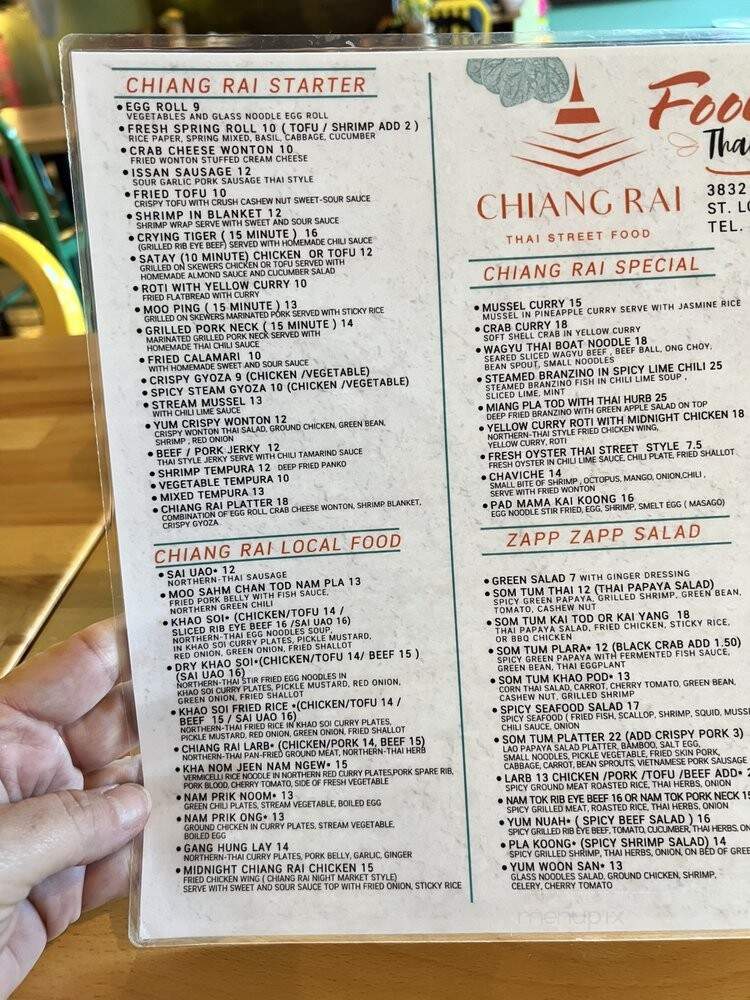 CHIANG RAI STARTER
• EGG ROLL 9
VEGETABLES AND GLASS NOODLE EGG ROLL
• FRESH SPRING ROLL 10 ( TOFU / SHRIMP ADD 2 )
RICE PAPER, SPRING MIXED, BASIL, CABBAGE, CUCUMBER
• CRAB CHEESE WONTON 10
FRIED WONTON STUFFED CREAM CHEESE
• ISSAN SAUSAGE 12
SOUR GARLIC PORK SAUSAGE THAI STYLE
• FRIED TOFU 10
CRISPY TOFU WITH CRUSH CASHEW NUT SWEET-SOUR SAUCE
• SHRIMP IN BLANKET 12
SHRIMP WRAP SERVE WITH SWEET AND SOUR SAUCE
• CRYING TIGER ( 15 MINUTE ) 16
(GRILLED RIB EYE BEEF) SERVED WITH HOMEMADE CHILI SAUCE
• SATAY (10 MINUTE) CHICKEN OR TOFU 12
GRILLED ON SKEWERS CHICKEN OR TOFU SERVED WITH
HOMEMADE ALMOND SAUCE AND CUCUMBER SALAD
• ROTI WITH YELLOW CURRY 10
FRIED FLATBREAD WITH CURRY
• MOO PING ( 15 MINUTE ) 13
GRILLED ON SKEWERS MARINATED PORK SERVED WITH STICKY RICE
• GRILLED PORK NECK ( 15 MINUTE ) 14
MARINATED GRILLED PORK NECK SERVED WITH
HOMEMADE THAI CHILI SAUCE
• FRIED CALAMARI 10
WITH HOMEMADE SWEET AND SOUR SAUCE
• CRISPY GYOZA 9 (CHICKEN /VEGETABLE)
• SPICY STEAM GYOZA 10 (CHICKEN /VEGETABLE)
• STREAM MUSSEL 13
WITH CHILI LIME SAUCE
• YUM CRISPY WONTON 12
CRISPY WONTON THAI SALAD, GROUND CHICKEN, GREEN BEAN,
SHRIMP , RED ONION
• BEEF / PORK JERKY 12
THAI STYLE JERKY SERVE WITH CHILI TAMARIND SAUCE
• SHRIMP TEMPURA 12 DEEP FRIED PANKO
• VEGETABLE TEMPURA 10
• MIXED TEMPURA 13
• CHIANG RAI PLATTER 18
COMBINATION OF EGG ROLL, CRAB CHEESE WONTON, SHRIMP BLANKET,
CRISPY GYOZA
CHIANG RAI LOCAL FOOD
• SAI UAO* 12
NORTHERN-THAI SAUSAGE
• MOO SAHM CHAN TOD NAM PLA 13
FRIED PORK BELLY WITH FISH SAUCE,
NORTHERN GREEN CHILI
• KHAO SOI* (CHICKEN/TOFU 14 /
SLICED RIB EYE BEEF 16 /SAI UAO 16)
NORTHERN-THAI EGG NOODLES SOUP,
IN KHAO SOI CURRY PLATES, PICKLE MUSTARD,
RED ONION, GREEN ONION, FRIED SHALLOT
• DRY KHAO SOI*(CHICKEN/TOFU 14/ BEEF 15 )
(SAI UAO 16)
NORTHERN-THAI STIR FRIED EGG NOODLES IN
KHAO SOI CURRY PLATES, PICKLE MUSTARD, RED ONION,
GREEN ONION, FRIED SHALLOT
• KHAO SOI FRIED RICE *(CHICKEN/TOFU 14 /
BEEF 15 / SAI UAO 16)
NORTHERN-THAI FRIED RICE IN KHAO SOI CURRY PLATES,
PICKLE MUSTARD, RED ONION, GREEN ONION, FRIED SHALLOT
• CHIANG RAI LARB* (CHICKEN/PORK 14, BEEF 15)
NORTHERN-THAI PAN-FRIED GROUND MEAT, NORTHERN-THAI HERB
• KHA NOM JEEN NAM NGEW* 15
VERMICELLI RICE NOODLE IN NORTHERN RED CURRY PLATES,PORK SPARE RIB,
PORK BLOOD, CHERRY TOMATO, SIDE OF FRESH VEGETABLE
• NAM PRIK NOOM* 13
GREEN CHILI PLATES, STREAM VEGETABLE, BOILED EGG
• NAM PRIK ONG* 13
GROUND CHICKEN IN CURRY PLATES, STREAM VEGETABLE,
BOILED EGG
• GANG HUNG LAY 14
NORTHERN-THAI CURRY PLATES, PORK BELLY, GARLIC, GINGER
• MIDNIGHT CHIANG RAI CHICKEN 15
FRIED CHICKEN WING ( CHIANG RAI NIGHT MARKET STYLE)
SERVE WITH SWEET AND SOUR SAUCE TOP WITH FRIED ONION, STICKY RICE
CHIANG RAI
THAI STREET FOOD
Foo
Tha
3832
ST. LO
TEL.
CHIANG RAI SPECIAL
• MUSSEL CURRY 15
MUSSEL IN PINEAPPLE CURRY SERVE WITH JASMINE RICE
• CRAB CURRY 18
SOFT SHELL CRAB IN YELLOW CURRY
• WAGYU THAI BOAT NOODLE 18
SEARED SLICED WAGYU BEEF , BEEF BALL, ONG CHOY,
BEAN SPOUT, SMALL NOODLES
• STEAMED BRANZINO IN SPICY LIME CHILI 25
STEAMED BRANZINO FISH IN CHILI LIME SOUP ,
SLICED LIME, MINT
• MIANG PLA TOD WITH THAI HURB 25
DEEP FRIED BRANZINO WITH GREEN APPLE SALAD ON TOP
• YELLOW CURRY ROTI WITH MIDNIGHT CHICKEN 18
NORTHERN-THAI STYLE FRIED CHICKEN WING,
YELLOW CURRY, ROTI
• FRESH OYSTER THAI STREET STYLE 7.5
FRESH OYSTER IN CHILI LIME SAUCE, CHILI PLATE, FRIED SHALLOT
• CHAVICHE 14
SMALL BITE OF SHRIMP , OCTOPUS. MANGO, ONION,CHILI ,
SERVE WITH FRIED WONTON
• PAD MAMA KAI KOONG 16
EGG NOODLE STIR FRIED, EGG, SHRIMP, SMELT EGG ( MASAGO)
ZAPP ZAPP SALAD
• GREEN SALAD 7 WITH GINGER DRESSING
• SOM TUM THAI 12 (THAI PAPAYA SALAD)
SPICY GREEN PAPAYA, GRILLED SHRIMP, GREEN BEAN,
TOMATO, CASHEW NUT
• SOM TUM KAI TOD OR KAI YANG 18
THAI PAPAYA SALAD, FRIED CHICKEN, STICKY RICE,
OR BBQ CHICKEN
• SOM TUM PLARA* 12 (BLACK CRAB ADD 1.50)
SPICY GREEN PAPAYA WITH FERMENTED FISH SAUCE,
GREEN BEAN, THAI EGGPLANT
• SOM TUM KHAO POD* 13
CORN THAI SALAD, CARROT, CHERRY TOMATO, GREEN BEAN,
CASHEW NUT, GRILLED SHRIMP
• SPICY SEAFOOD SALAD 17
SPICY SEAFOOD ( FRIED FISH, SCALLOP, SHRIMP, SQUID, MUSSE
CHILI SAUCE, ONION
• SOM TUM PLATTER 22 (ADD CRISPY PORK 3)
LAO PAPAYA SALAD PLATTER, BAMBOO, SALT EGG,
SMALL NOODLES, PICKLE VEGETABLE, FRIED SKIN PORK,
CABBAGE, CARROT, BEAN SPROUTS, VIETNAMESE PORK SAUSAGE
• LARB 13 CHICKEN /PORK /TOFU /BEEF ADD* 2
SPICY GROUND MEAT ROASTED RICE, THAI HERBS, ONION
• NAM TOK RIB EYE BEEF 16 OR NAM TOK PORK NECK 15
SPICY GRILLED MEAT, ROASTED RICE, THAI HERBS, ONION
• YUM NUAH* ( SPICY BEEF SALAD ) 16
SPICY GRILLED RIB EYE BEEF, TOMATO, CUCUMBER, THAI HERBS, ON
• PLA KOONG* (SPICY SHRIMP SALAD) 14
SPICY GRILLED SHRIMP, THAI HERBS, ONION, ON BED OF GREE
• YUM WOON SAN* 13
GLASS NOODLES SALAD, GROUND CHICKEN, SHRIMP,
CELERY, CHERRY TOMATO
menupix